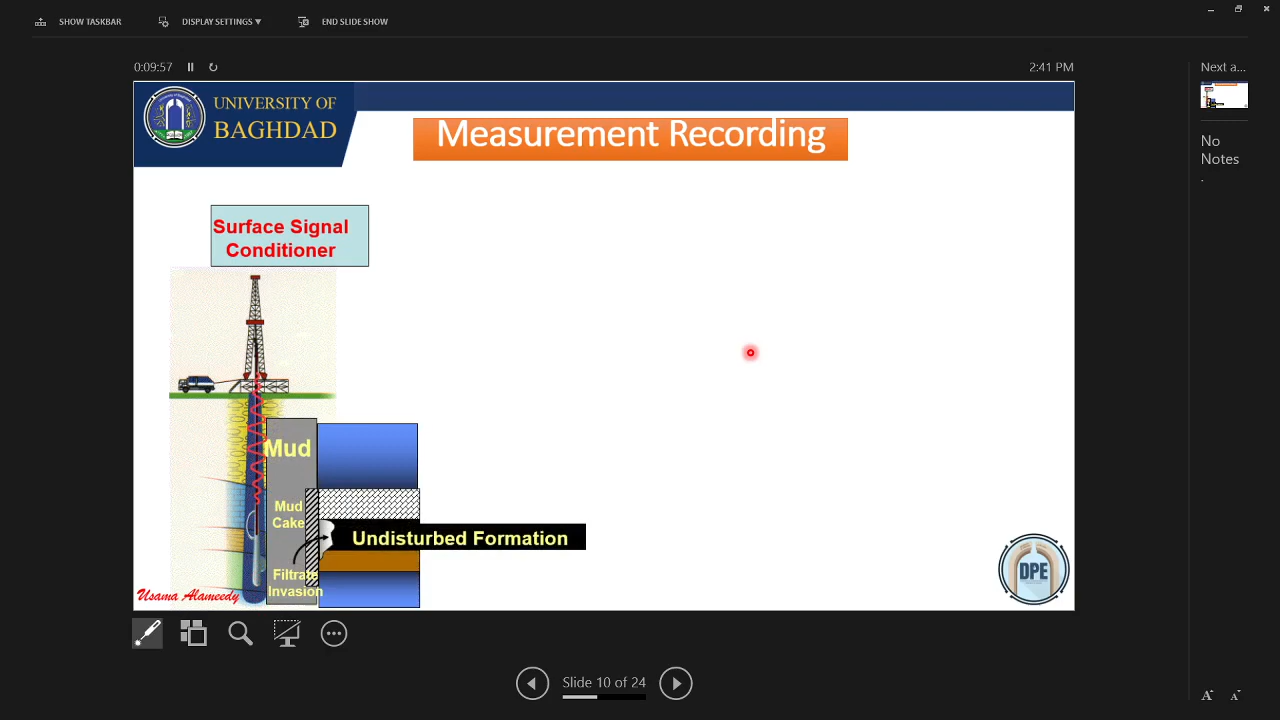 SHOW TASKBAR
DISPLAY SETTINGS
END SLIDE SHOW
0:09:57
2:41 PM
Next a...
UNIVERSITY OF
BAGHDAD
Measurement Recording
No
Notes
.
Surface Signal
Conditioner
Mud
Mud
Cake
Undisturbed Formation
Filtrate
Invasion
Usama Alameedy
DPE
Slide 10 of 24
A
A